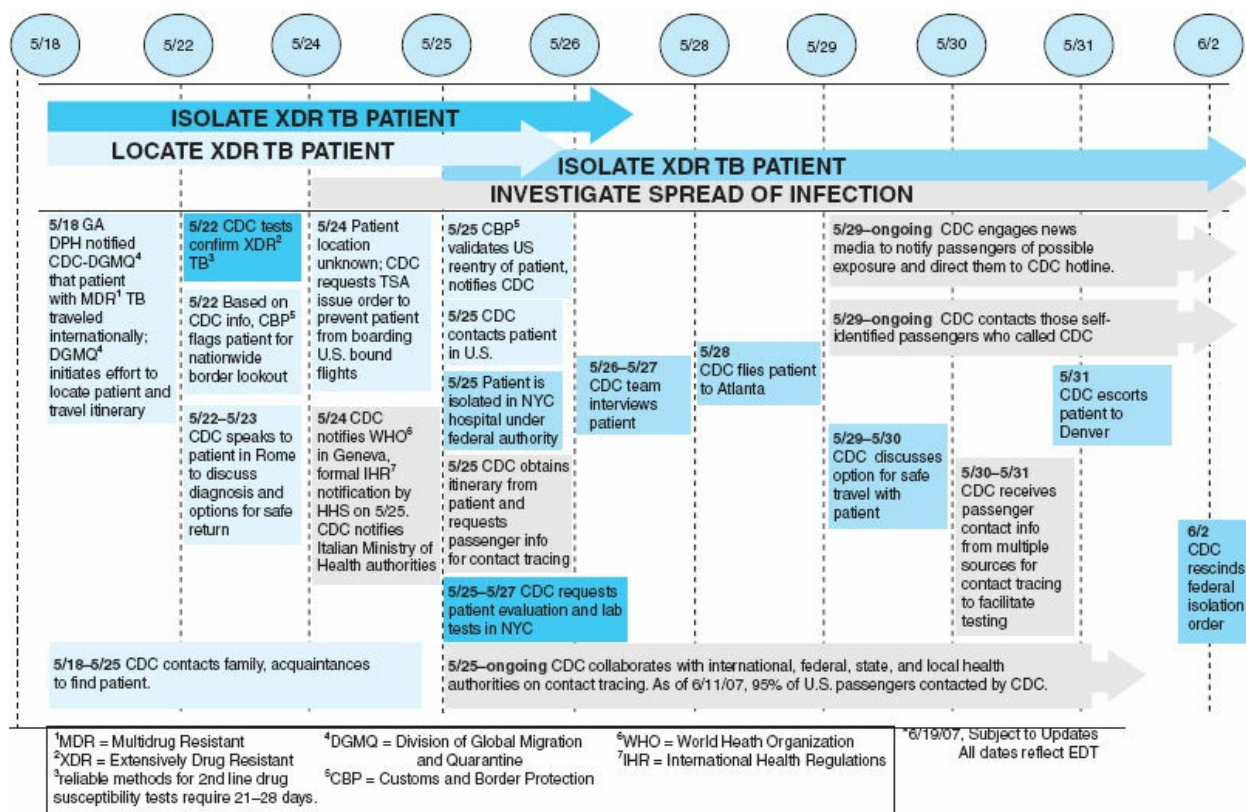 5/18
5/22
5/24
5/25
5/26
5/28
5/29
5/30
5/31
6/2
ISOLATE XDR TB PATIENT
LOCATE XDR TB PATIENT
ISOLATE XDR TB PATIENT
INVESTIGATE SPREAD OF INFECTION
5/18 GA
DPH notified
CDC-DGMQ⁴
that patient
with MDR¹ TB
traveled
internationally;
DGMQ⁴
initiates effort to
locate patient and
travel itinerary
5/22 CDC tests
confirm XDR²
TB³
5/22 Based on
CDC info, CBP⁵
flags patient for
nationwide
border lookout
5/22–5/23
CDC speaks to
patient in Rome
to discuss
diagnosis and
options for safe
return
5/24 Patient
location
unknown; CDC
requests TSA
issue order to
prevent patient
from boarding
U.S. bound
flights
5/24 CDC
notifies WHO⁶
in Geneva,
formal IHR⁷
notification by
HHS on 5/25.
CDC notifies
Italian Ministry of
Health authorities
5/25 CBP⁵
validates US
reentry of patient,
notifies CDC
5/25 CDC
contacts patient
in U.S.
5/25 Patient is
isolated in NYC
hospital under
federal authority
5/25 CDC obtains
itinerary from
patient and
requests
passenger info
for contact tracing
5/25–5/27 CDC requests
patient evaluation and lab
tests in NYC
5/26–5/27
CDC team
interviews
patient
5/28
CDC flies patient
to Atlanta
5/29–ongoing CDC engages news
media to notify passengers of possible
exposure and direct them to CDC hotline.
5/29–ongoing CDC contacts those self-
identified passengers who called CDC
5/29–5/30
CDC discusses
option for safe
travel with
patient
5/30–5/31
CDC receives
passenger
contact info
from multiple
sources for
contact tracing
to facilitate
testing
5/31
CDC escorts
patient to
Denver
6/2
CDC
rescinds
federal
isolation
order
5/18–5/25 CDC contacts family, acquaintances
to find patient.
5/25–ongoing CDC collaborates with international, federal, state, and local health
authorities on contact tracing. As of 6/11/07, 95% of U.S. passengers contacted by CDC.
¹MDR = Multidrug Resistant
²XDR = Extensively Drug Resistant
³reliable methods for 2nd line drug
susceptibility tests require 21–28 days.
⁴DGMQ = Division of Global Migration
and Quarantine
⁵CBP = Customs and Border Protection
⁶WHO = World Heath Organization
⁷IHR = International Health Regulations
*6/19/07, Subject to Updates
All dates reflect EDT